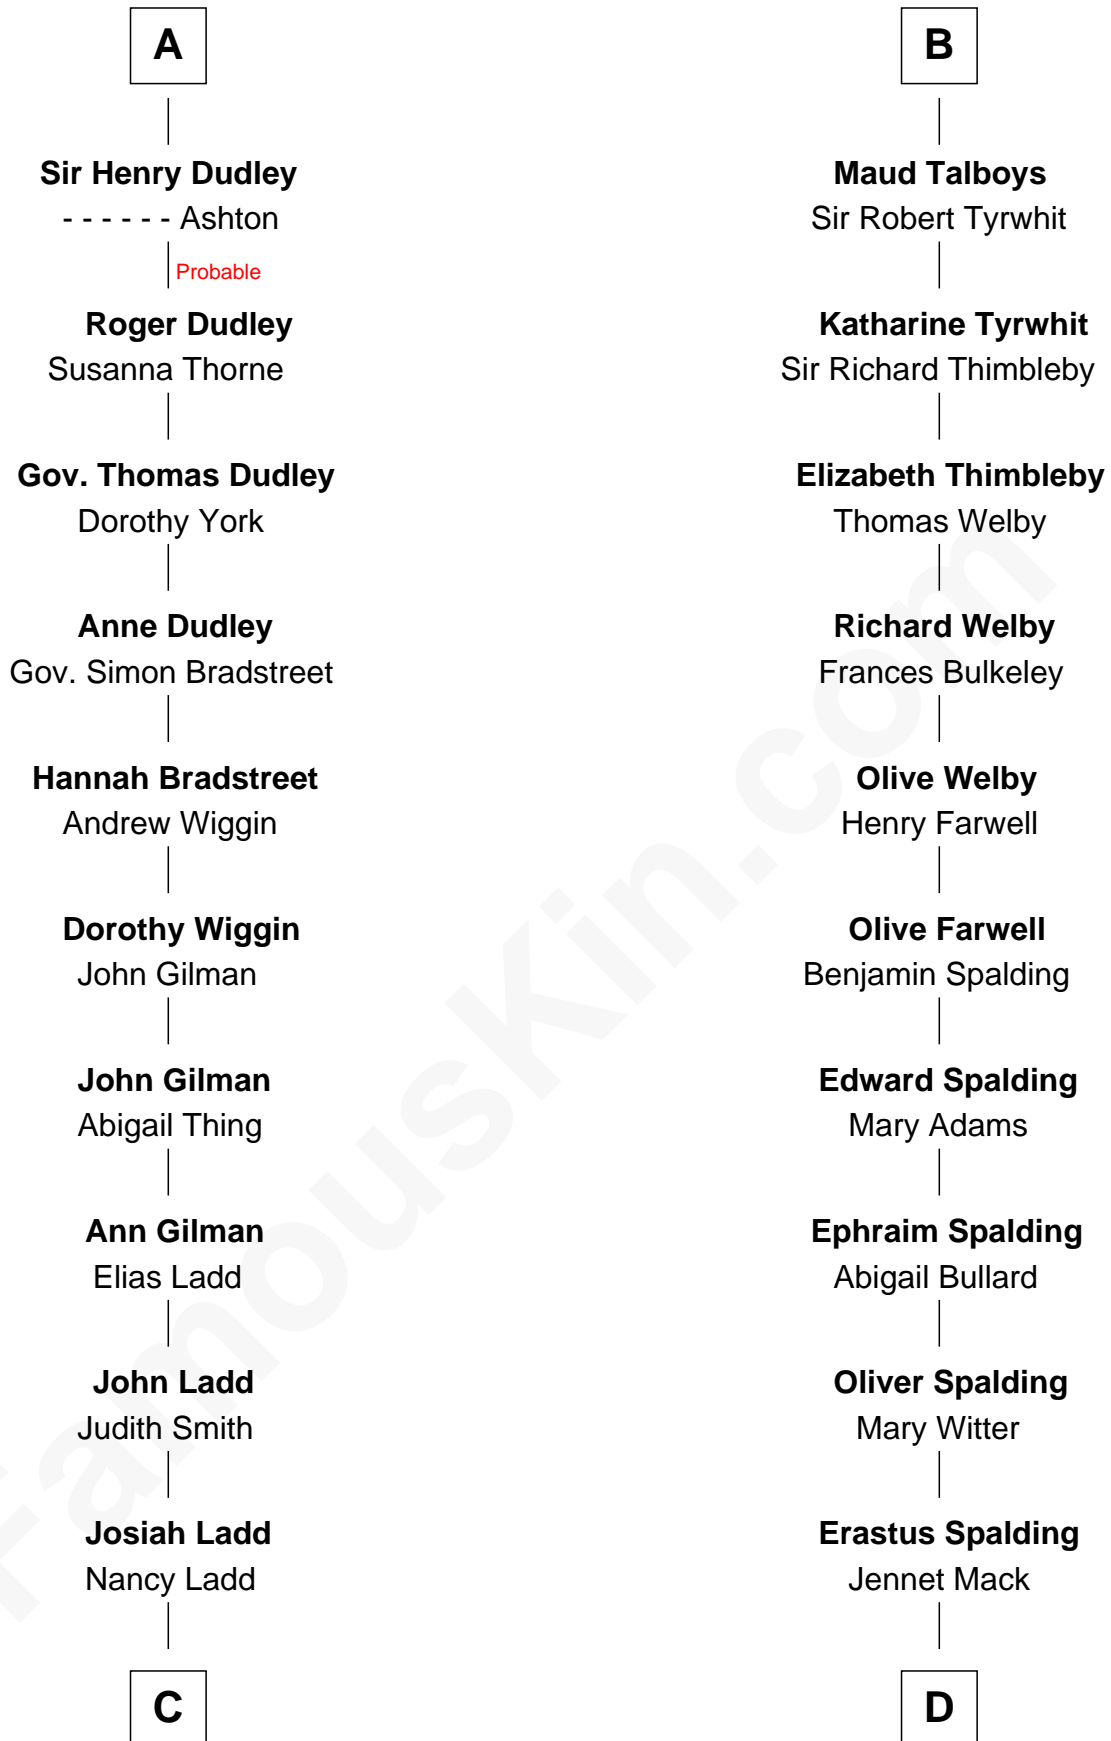 A
Sir Henry Dudley
- - - - - - Ashton
Probable
Roger Dudley
Susanna Thorne
Gov. Thomas Dudley
Dorothy York
Anne Dudley
Gov. Simon Bradstreet
Hannah Bradstreet
Andrew Wiggin
Dorothy Wiggin
John Gilman
John Gilman
Abigail Thing
Ann Gilman
Elias Ladd
John Ladd
Judith Smith
Josiah Ladd
Nancy Ladd
C
B
Maud Talboys
Sir Robert Tyrwhit
Katharine Tyrwhit
Sir Richard Thimbleby
Elizabeth Thimbleby
Thomas Welby
Richard Welby
Frances Bulkeley
Olive Welby
Henry Farwell
Olive Farwell
Benjamin Spalding
Edward Spalding
Mary Adams
Ephraim Spalding
Abigail Bullard
Oliver Spalding
Mary Witter
Erastus Spalding
Jennet Mack
D
FamousKin.com